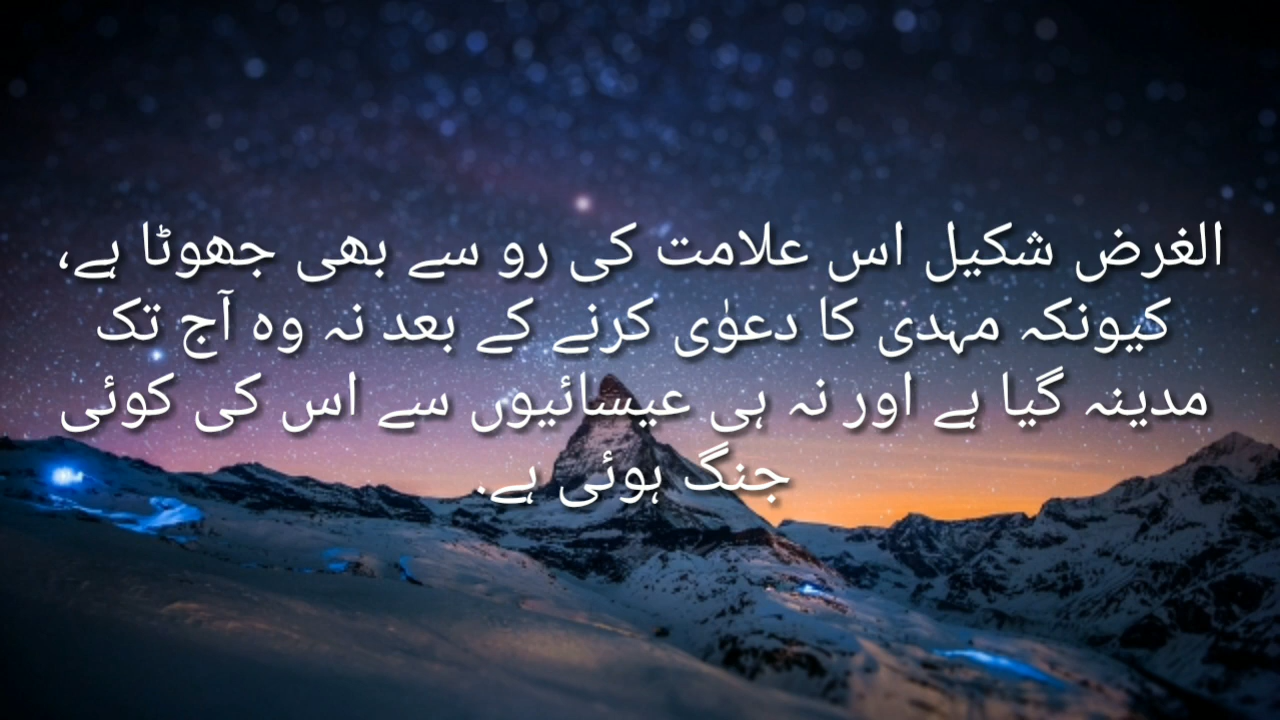 الغرض شکیل اس علامت کی رو سے بھی جھوٹا ہے،
کیونکہ مہدی کا دعوٰی کرنے کے بعد نہ وہ آج تک
مدینہ گیا ہے اور نہ ہی عیسائیوں سے اس کی کوئی
جنگ ہوئی ہے.